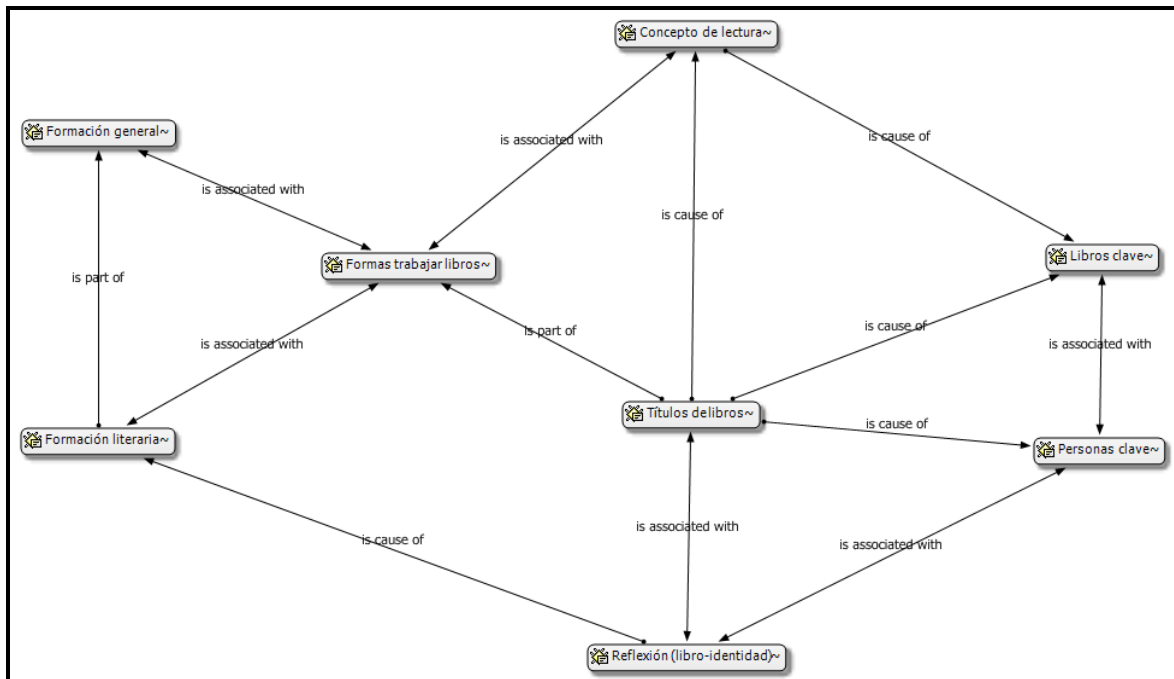 Concepto de lectura~
Formación general~
is associated with
is cause of
is associated with
is cause of
Formas trabajar libros~
Libros clave~
is part of
is part of
is cause of
is associated with
is associated with
Títulos de libros~
is cause of
Formación literaria~
Personas clave~
is associated with
is cause of
is associated with
Reflexión (libro-identidad)~